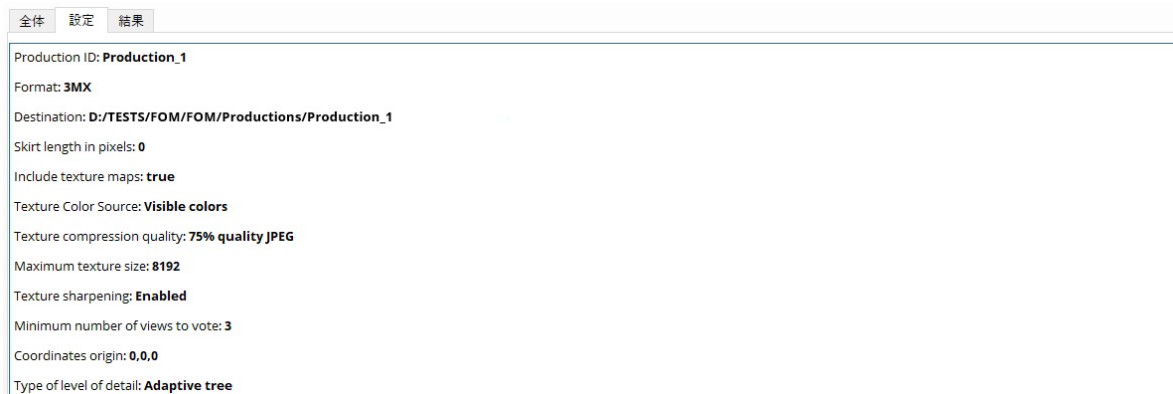 全体 設定 結果
Production ID: Production_1
Format: 3MX
Destination: D:/TESTS/FOM/FOM/Productions/Production_1
Skirt length in pixels: 0
Include texture maps: true
Texture Color Source: Visible colors
Texture compression quality: 75% quality JPEG
Maximum texture size: 8192
Texture sharpening: Enabled
Minimum number of views to vote: 3
Coordinates origin: 0,0,0
Type of level of detail: Adaptive tree